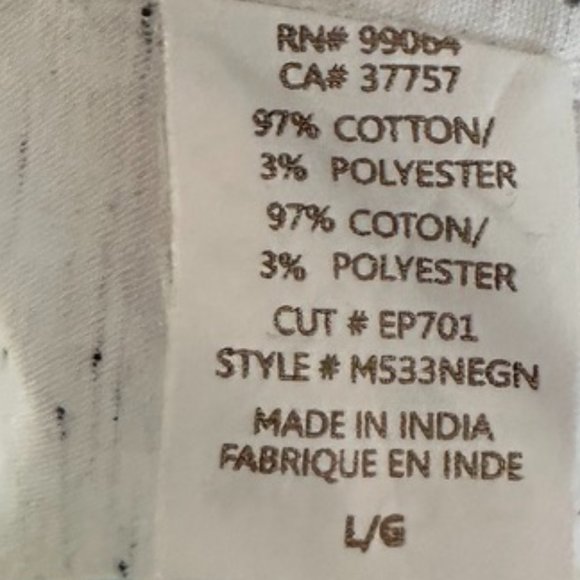 RN# 99064
CA# 37757
97% COTTON/
3% POLYESTER
97% COTON/
3% POLYESTER
CUT # EP701
STYLE # M533NEGN
MADE IN INDIA
FABRIQUE EN INDE
L/G